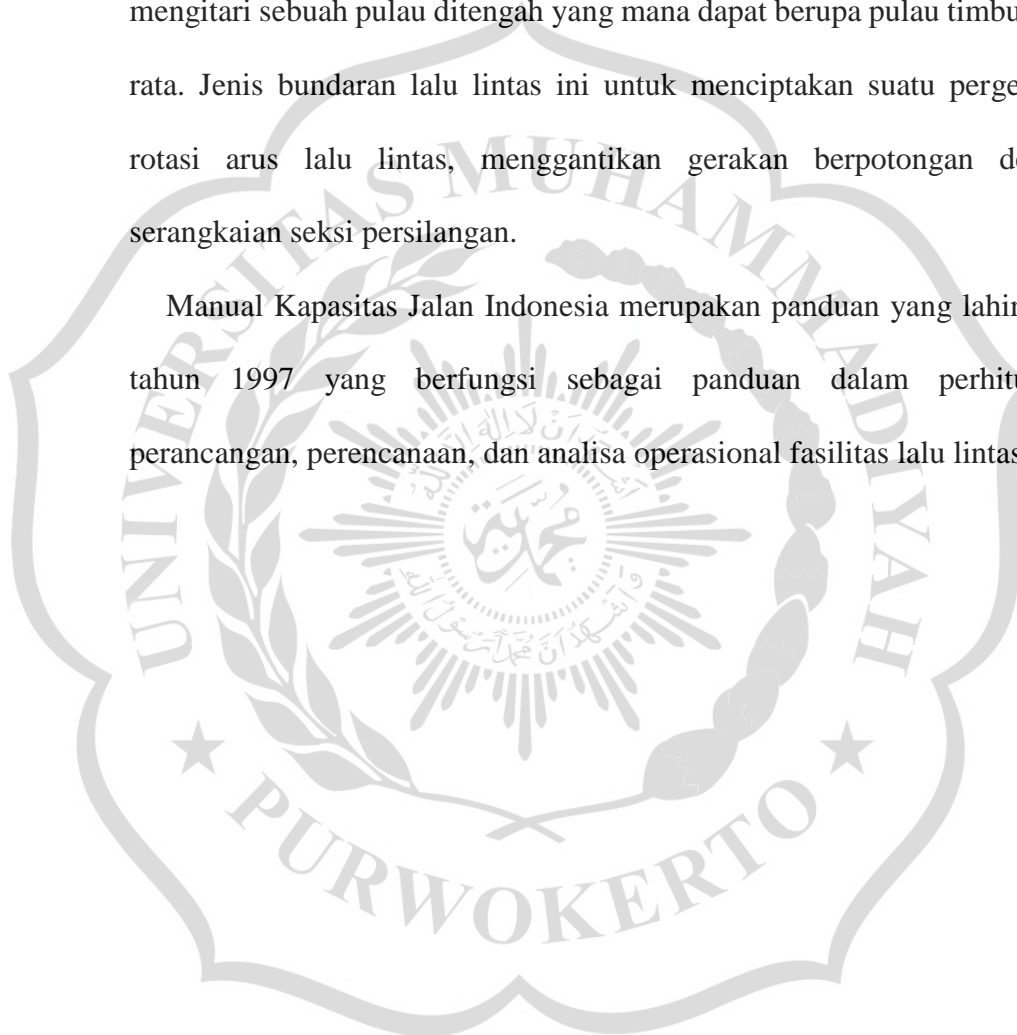 mengitari sebuah pulau ditengah yang mana dapat berupa pulau timbu
rata. Jenis bundaran lalu lintas ini untuk menciptakan suatu perge
rotasi arus lalu lintas, menggantikan gerakan berpotongan de
serangkaian seksi persilangan.
Manual Kapasitas Jalan Indonesia merupakan panduan yang lahir
tahun 1997 yang berfungsi sebagai panduan dalam perhitu
perancangan, perencanaan, dan analisa operasional fasilitas lalu lintas
UNIVERSITAS MUHAMMADIYAH
PURWOKERTO